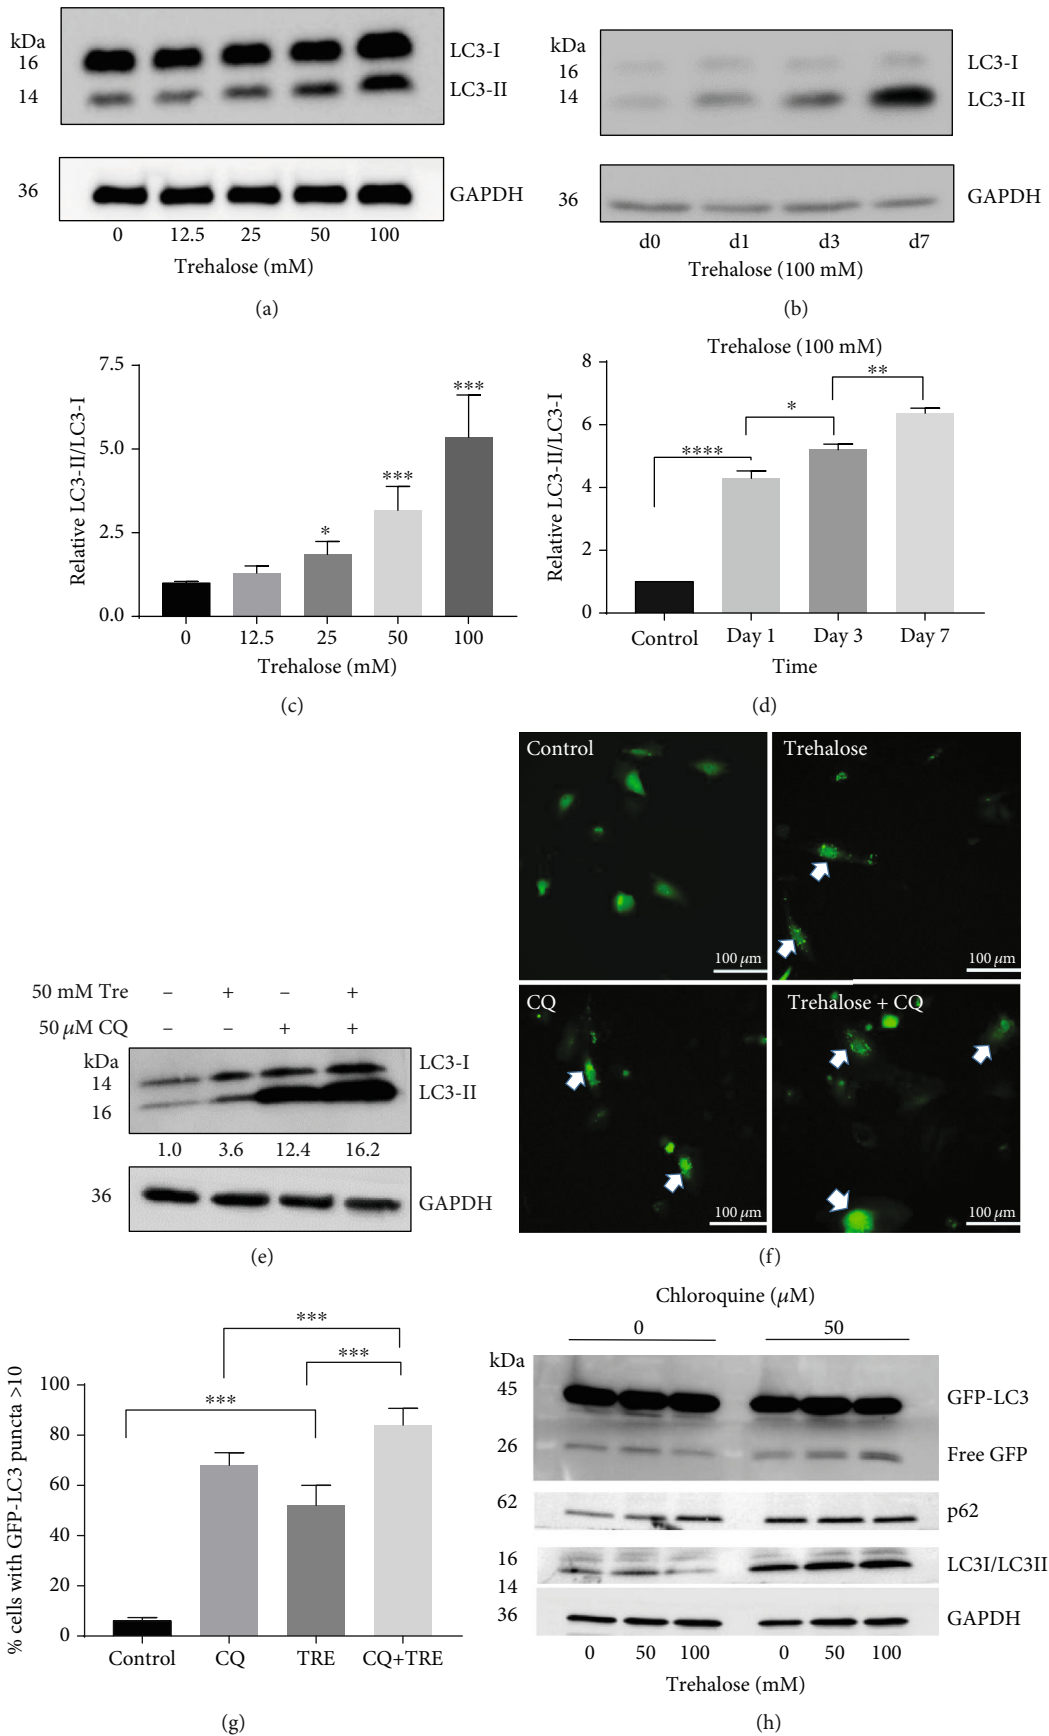 kDa
16
14
LC3-I
LC3-II
36
GAPDH
0 12.5 25 50 100
Trehalose (mM)
(a)
kDa
16
14
LC3-I
LC3-II
36
GAPDH
d0 d1 d3 d7
Trehalose (100 mM)
(b)
Relative LC3-II/LC3-I
7.5
5.0
2.5
0.0
*
***
***
0 12.5 25 50 100
Trehalose (mM)
(c)
Trehalose (100 mM)
Relative LC3-II/LC3-I
8
6
4
2
0
****
*
**
Control Day 1 Day 3 Day 7
Time
(d)
50 mM Tre – + – +
50 μM CQ – – + +
kDa
14
16
LC3-I
LC3-II
1.0 3.6 12.4 16.2
36
GAPDH
(e)
Control
100 μm
Trehalose
100 μm
CQ
100 μm
Trehalose + CQ
100 μm
(f)
% cells with GFP-LC3 puncta >10
100
80
60
40
20
0
***
***
***
Control CQ TRE CQ+TRE
(g)
Chloroquine (μM)
0 50
kDa
45
GFP-LC3
26
Free GFP
62
p62
16
14
LC3I/LC3II
36
GAPDH
0 50 100 0 50 100
Trehalose (mM)
(h)